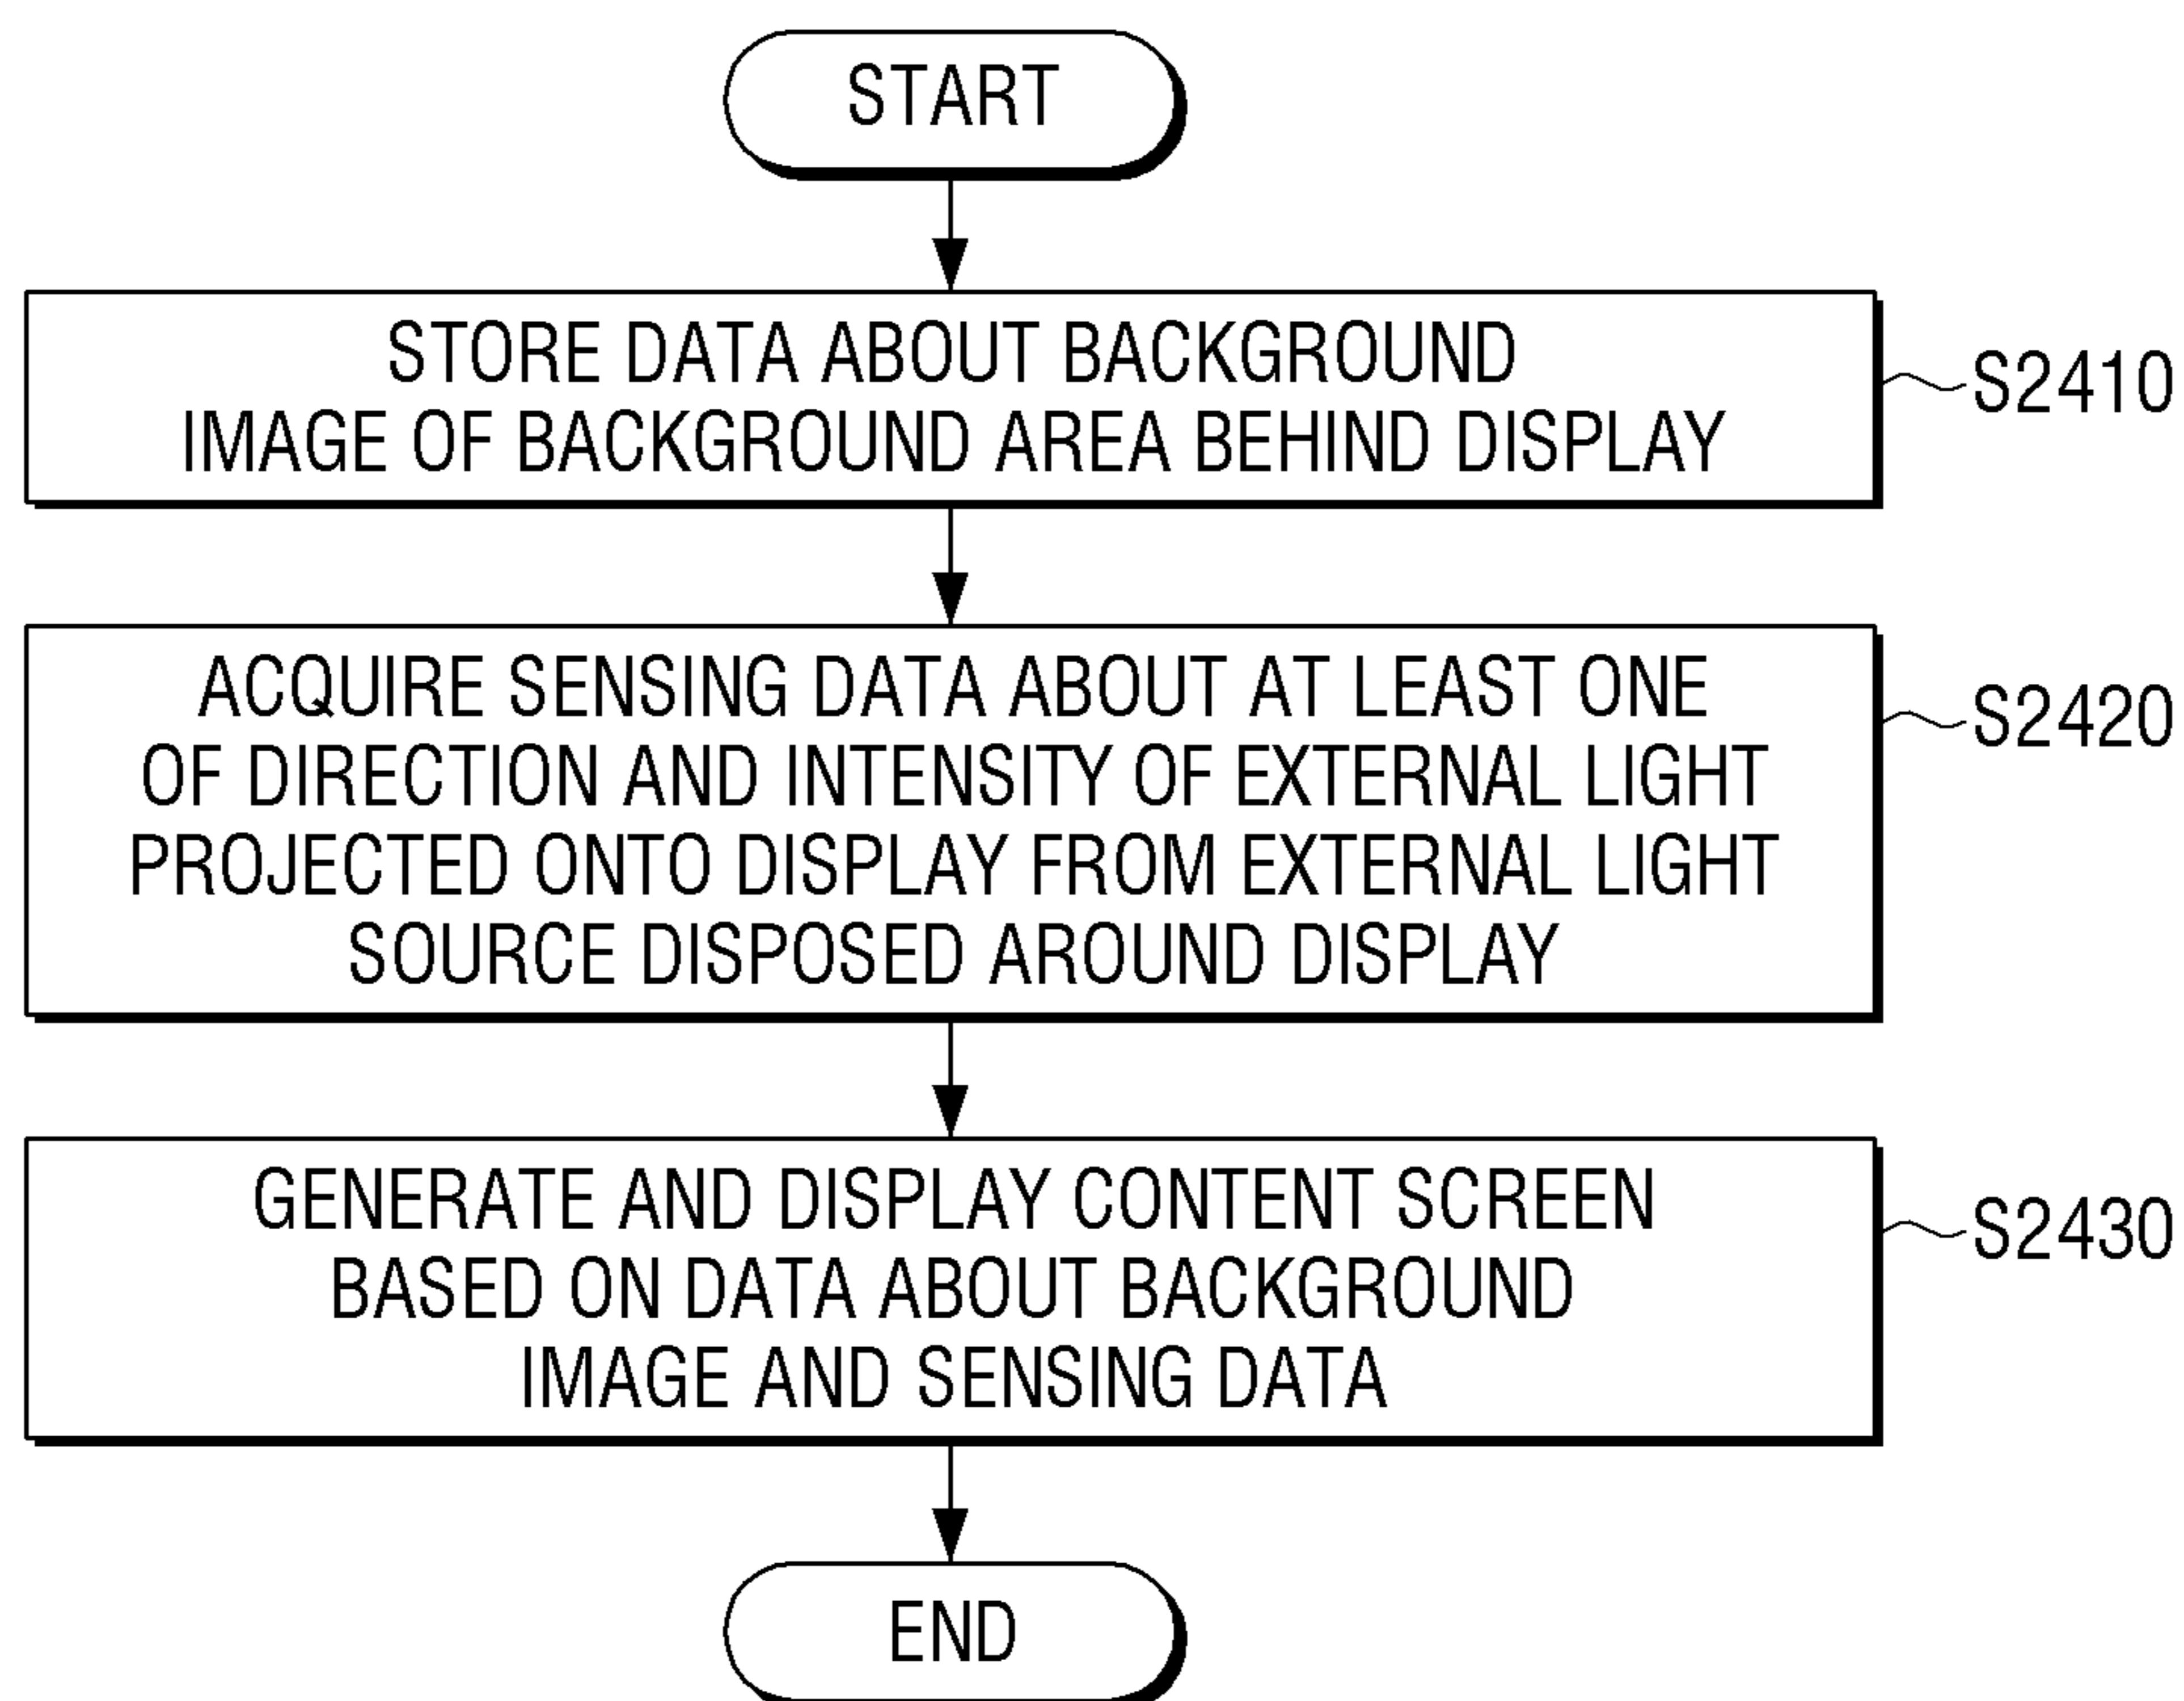 START
STORE DATA ABOUT BACKGROUND
IMAGE OF BACKGROUND AREA BEHIND DISPLAY
S2410
ACQUIRE SENSING DATA ABOUT AT LEAST ONE
OF DIRECTION AND INTENSITY OF EXTERNAL LIGHT
PROJECTED ONTO DISPLAY FROM EXTERNAL LIGHT
SOURCE DISPOSED AROUND DISPLAY
S2420
GENERATE AND DISPLAY CONTENT SCREEN
BASED ON DATA ABOUT BACKGROUND
IMAGE AND SENSING DATA
S2430
END